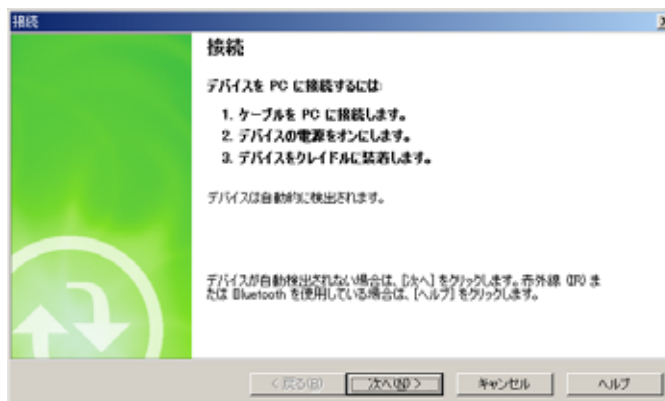 接続
接続
デバイスを PC に接続するには:
1. ケーブルを PC に接続します。
2. デバイスの電源をオンにします。
3. デバイスをクレイドルに装着します。
デバイスは自動的に検出されます。
デバイスが自動検出されない場合は、[次へ] をクリックします。赤外線 (IR) ま
たは Bluetooth を使用している場合は、[ヘルプ] をクリックします。
< 戻る(B)
次へ(N) >
キャンセル
ヘルプ